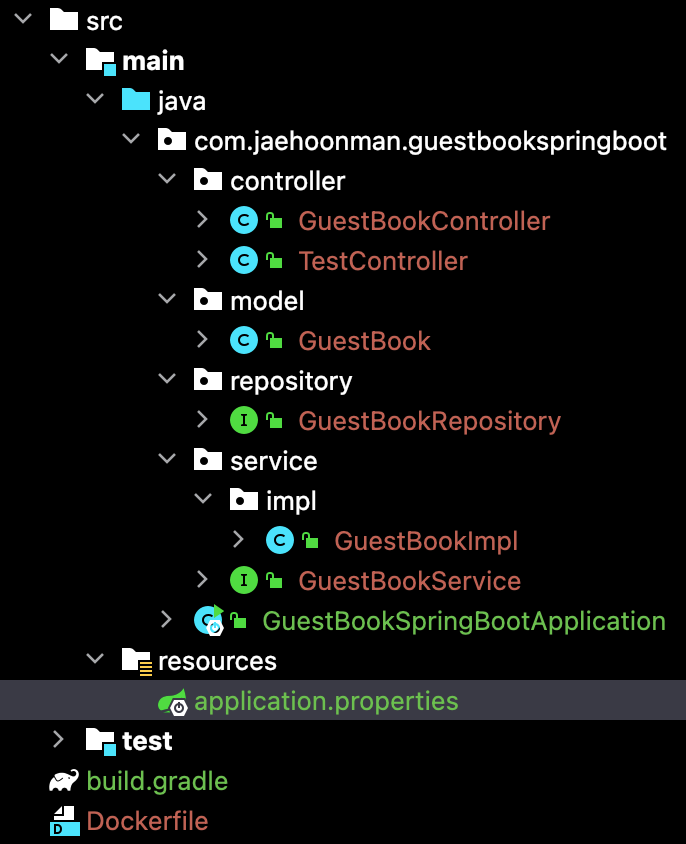 src
main
java
com.jaehoonman.guestbookspringboot
controller
GuestBookController
TestController
model
GuestBook
repository
GuestBookRepository
service
impl
GuestBookImpl
GuestBookService
GuestBookSpringBootApplication
resources
application.properties
test
build.gradle
Dockerfile